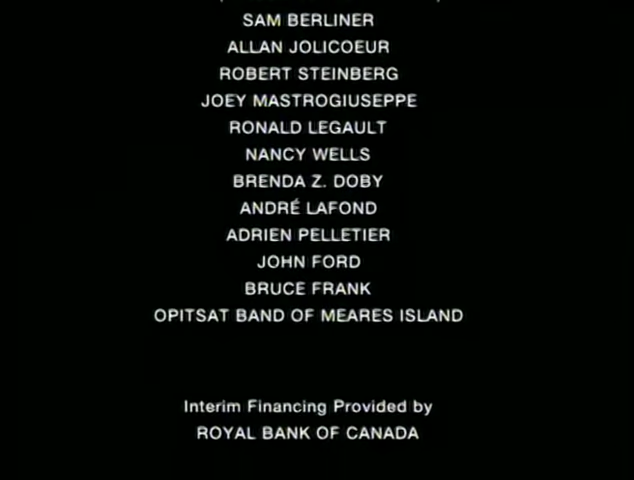 SAM BERLINER
ALLAN JOLICOEUR
ROBERT STEINBERG
JOEY MASTROGIUSEPPE
RONALD LEGAULT
NANCY WELLS
BRENDA Z. DOBY
ANDRÉ LAFOND
ADRIEN PELLETIER
JOHN FORD
BRUCE FRANK
OPITSAT BAND OF MEARES ISLAND
Interim Financing Provided by
ROYAL BANK OF CANADA